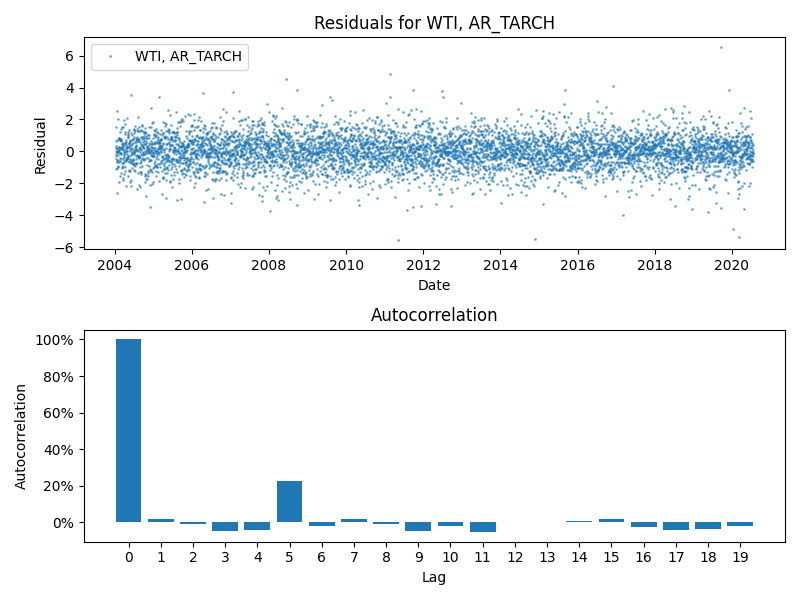 Residuals for WTI, AR_TARCH
WTI, AR_TARCH
6
4
2
0
−2
−4
−6
Residual
2004 2006 2008 2010 2012 2014 2016 2018 2020
Date
Autocorrelation
100%
80%
60%
40%
20%
0%
Autocorrelation
0 1 2 3 4 5 6 7 8 9 10 11 12 13 14 15 16 17 18 19
Lag